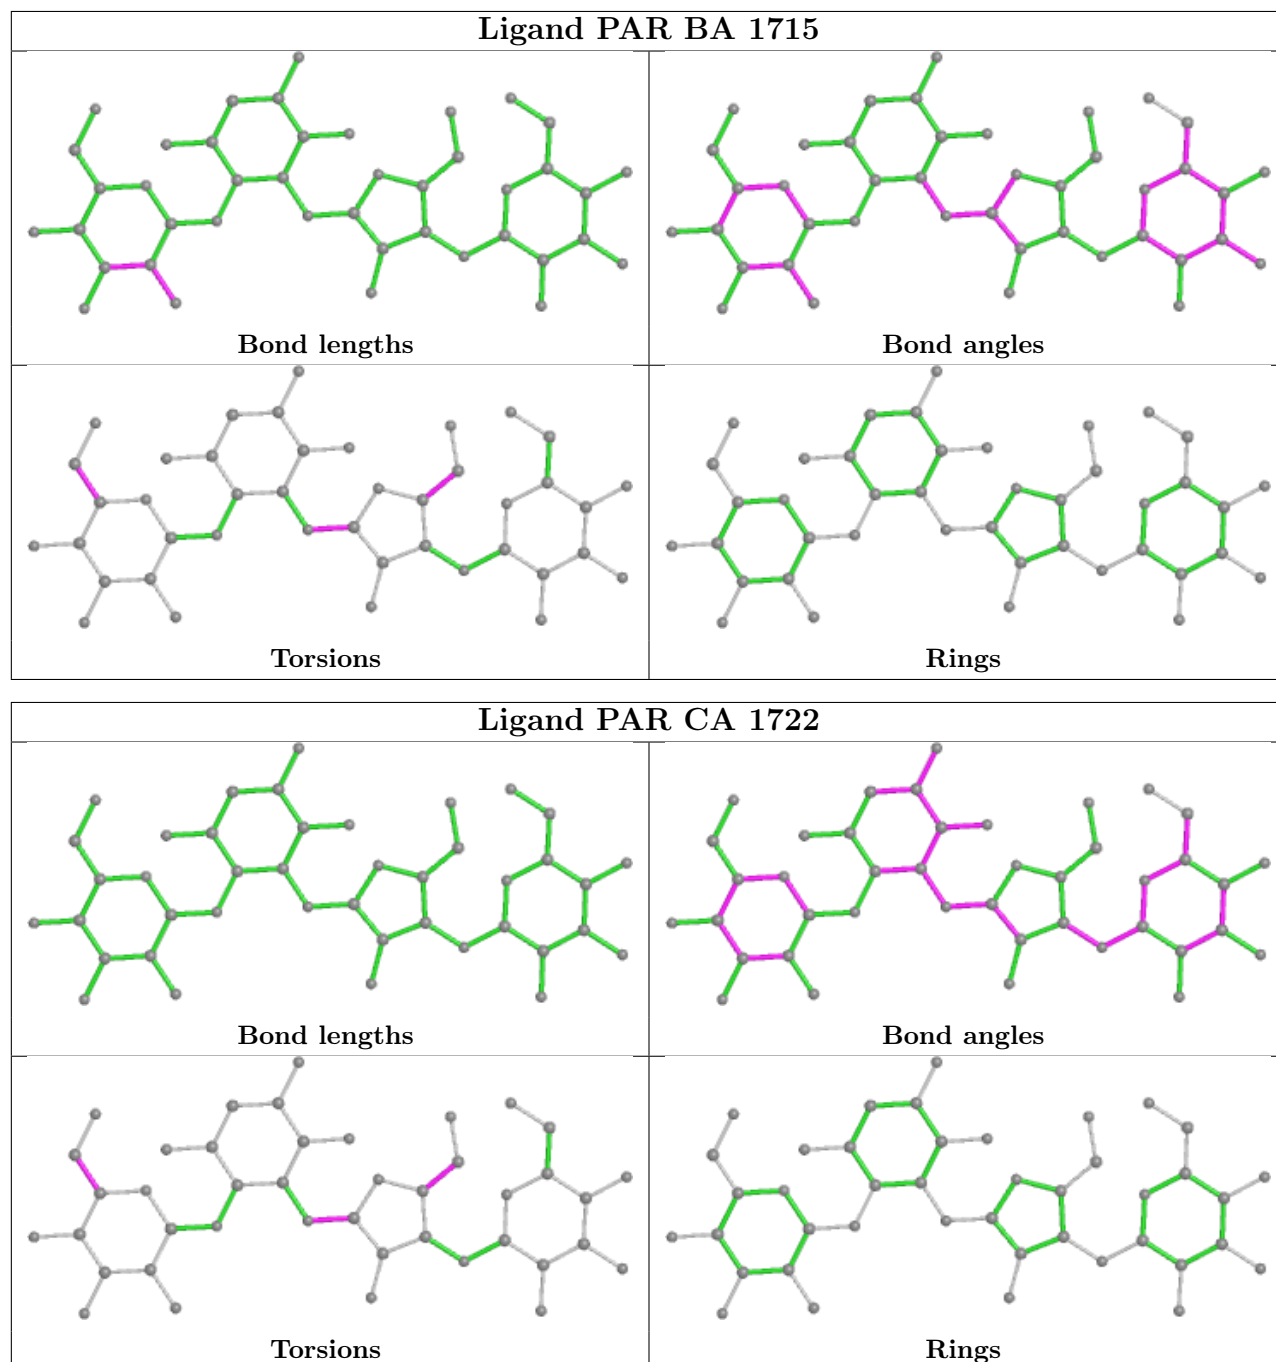 Ligand PAR BA 1715
Bond lengths
Bond angles
Torsions
Rings
Ligand PAR CA 1722
Bond lengths
Bond angles
Torsions
Rings